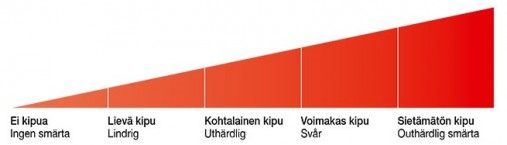 Ei kipua
Ingen smärta
Lievä kipu
Lindrig
Kohtalainen kipu
Uthärdlig
Voimakas kipu
Svår
Sietämätön kipu
Outhärdlig smärta